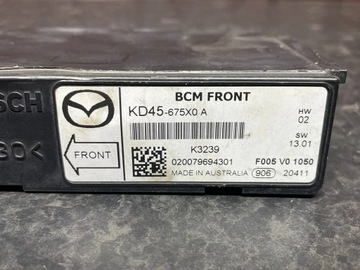 BCM FRONT
KD45-675X0 A
HW
02
SW
13.01
FRONT
K3239
020079694301
F005 V0 1050
MADE IN AUSTRALIA
906
20411